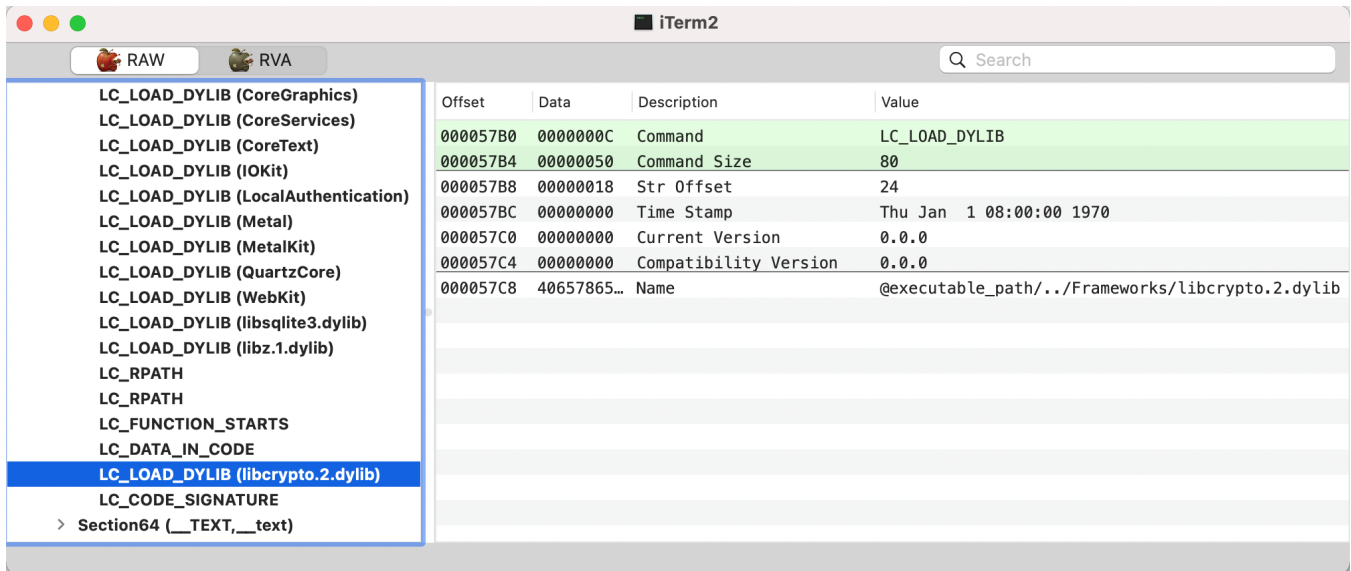 iTerm2
RAW RVA Search
LC_LOAD_DYLIB (CoreGraphics)
LC_LOAD_DYLIB (CoreServices)
LC_LOAD_DYLIB (CoreText)
LC_LOAD_DYLIB (IOKit)
LC_LOAD_DYLIB (LocalAuthentication)
LC_LOAD_DYLIB (Metal)
LC_LOAD_DYLIB (MetalKit)
LC_LOAD_DYLIB (QuartzCore)
LC_LOAD_DYLIB (WebKit)
LC_LOAD_DYLIB (libsqlite3.dylib)
LC_LOAD_DYLIB (libz.1.dylib)
LC_RPATH
LC_RPATH
LC_FUNCTION_STARTS
LC_DATA_IN_CODE
LC_LOAD_DYLIB (libcrypto.2.dylib)
LC_CODE_SIGNATURE
Section64 (__TEXT,__text)
Offset Data Description Value
000057B0 0000000C Command LC_LOAD_DYLIB
000057B4 00000050 Command Size 80
000057B8 00000018 Str Offset 24
000057BC 00000000 Time Stamp Thu Jan  1 08:00:00 1970
000057C0 00000000 Current Version 0.0.0
000057C4 00000000 Compatibility Version 0.0.0
000057C8 40657865… Name @executable_path/../Frameworks/libcrypto.2.dylib